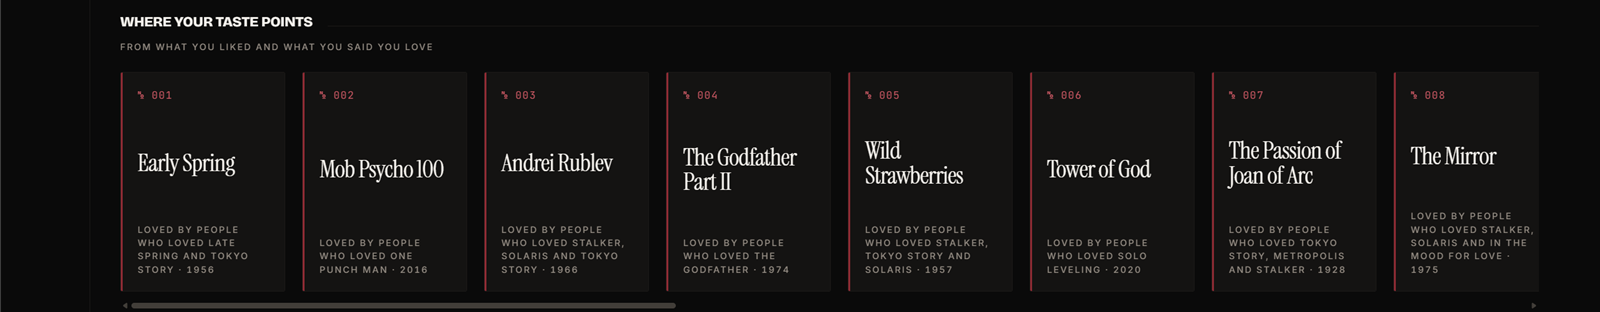 WHERE YOUR TASTE POINTS
FROM WHAT YOU LIKED AND WHAT YOU SAID YOU LOVE
001
Early Spring
LOVED BY PEOPLE
WHO LOVED LATE
SPRING AND TOKYO
STORY · 1956
002
Mob Psycho 100
LOVED BY PEOPLE
WHO LOVED ONE
PUNCH MAN · 2016
003
Andrei Rublev
LOVED BY PEOPLE
WHO LOVED STALKER,
SOLARIS AND TOKYO
STORY · 1966
004
The Godfather
Part II
LOVED BY PEOPLE
WHO LOVED THE
GODFATHER · 1974
005
Wild
Strawberries
LOVED BY PEOPLE
WHO LOVED STALKER,
TOKYO STORY AND
SOLARIS · 1957
006
Tower of God
LOVED BY PEOPLE
WHO LOVED SOLO
LEVELING · 2020
007
The Passion of
Joan of Arc
LOVED BY PEOPLE
WHO LOVED TOKYO
STORY, METROPOLIS
AND STALKER · 1928
008
The Mirror
LOVED BY PEOPLE
WHO LOVED STALKER,
SOLARIS AND IN THE
MOOD FOR LOVE ·
1975